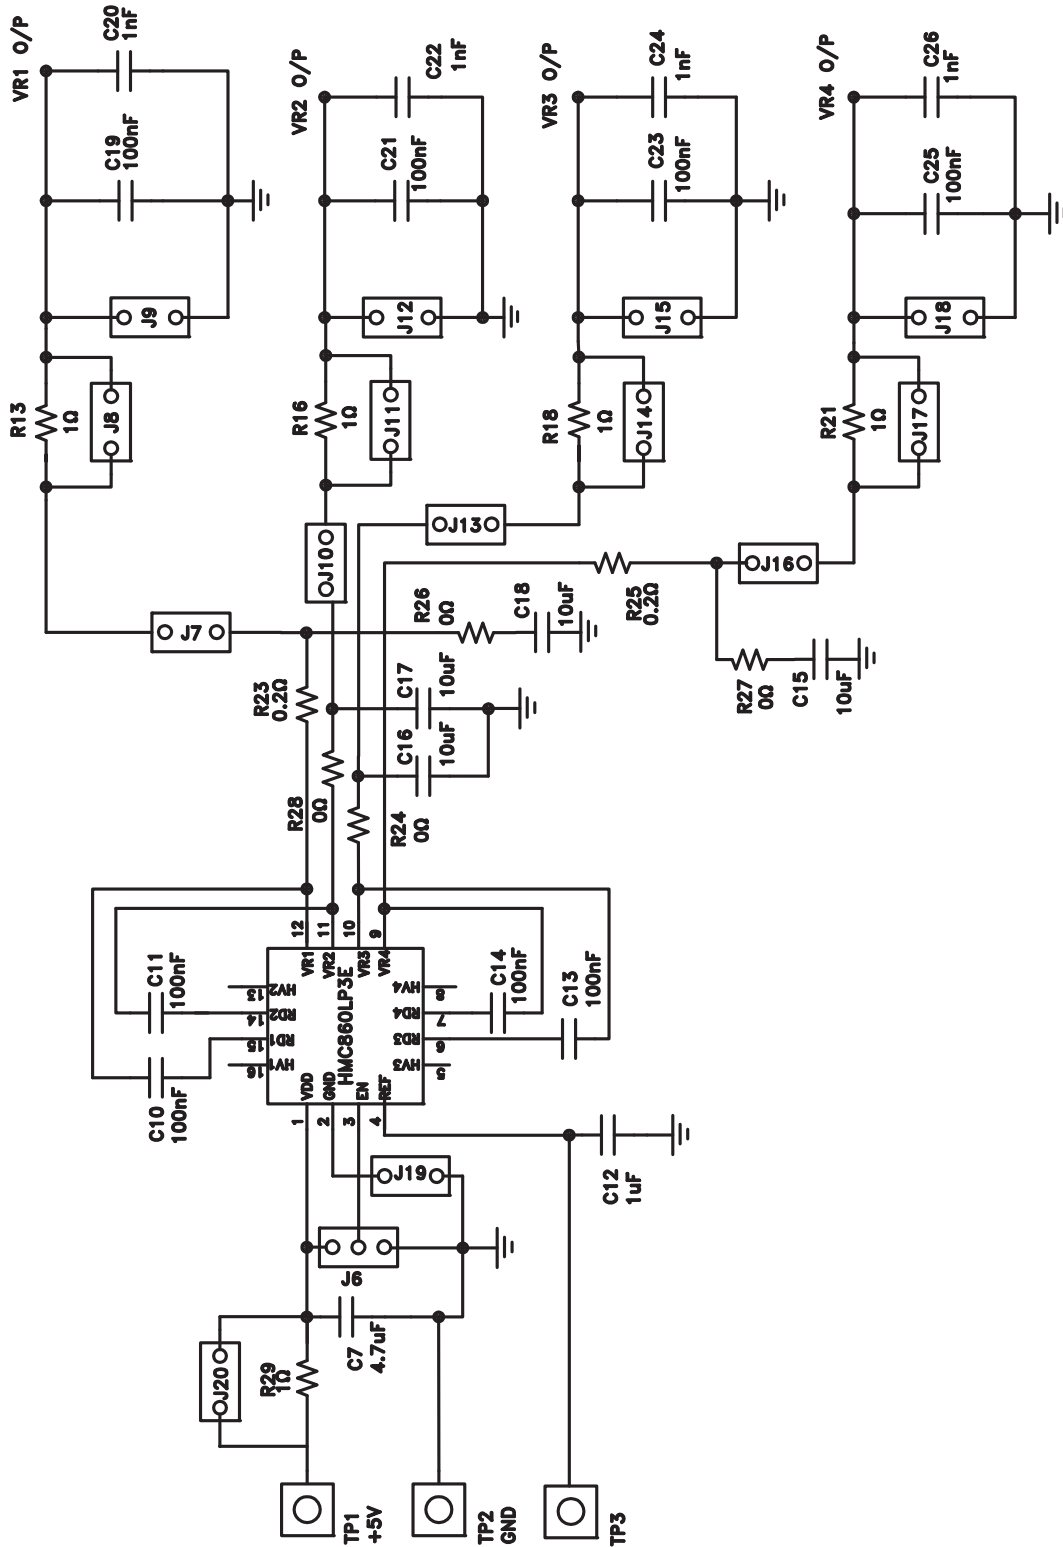 VR1 O/P
C20
1nF
C19
100nF
J9
R13
1Ω
J8
VR2 O/P
C22
1nF
C21
100nF
J12
R16
1Ω
J11
VR3 O/P
C24
1nF
C23
100nF
J15
R18
1Ω
J14
VR4 O/P
C26
1nF
C25
100nF
J18
R21
1Ω
J17
J7
J10
J13
J16
R23
0.2Ω
R26
0Ω
C18
10uF
R25
0.2Ω
R27
0Ω
C15
10uF
C17
10uF
C16
10uF
R28
0Ω
R24
0Ω
C11
100nF
C10
100nF
C14
100nF
C13
100nF
12
11
10
9
VR1
VR2
VR3
VR4
13
HV2
14
RD2
15
RD1
16
HV1
HMC860LP3E
HV4
8
RD4
7
RD3
6
HV3
5
VDD
GND
EN
REF
1
2
3
4
J19
J6
C12
1uF
C7
4.7uF
J20
R29
1Ω
TP1
+5V
TP2
GND
TP3